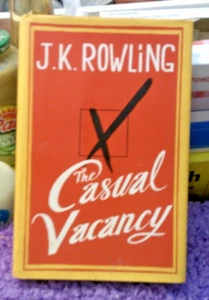 J.K. ROWLING
The
Casual
Vacancy